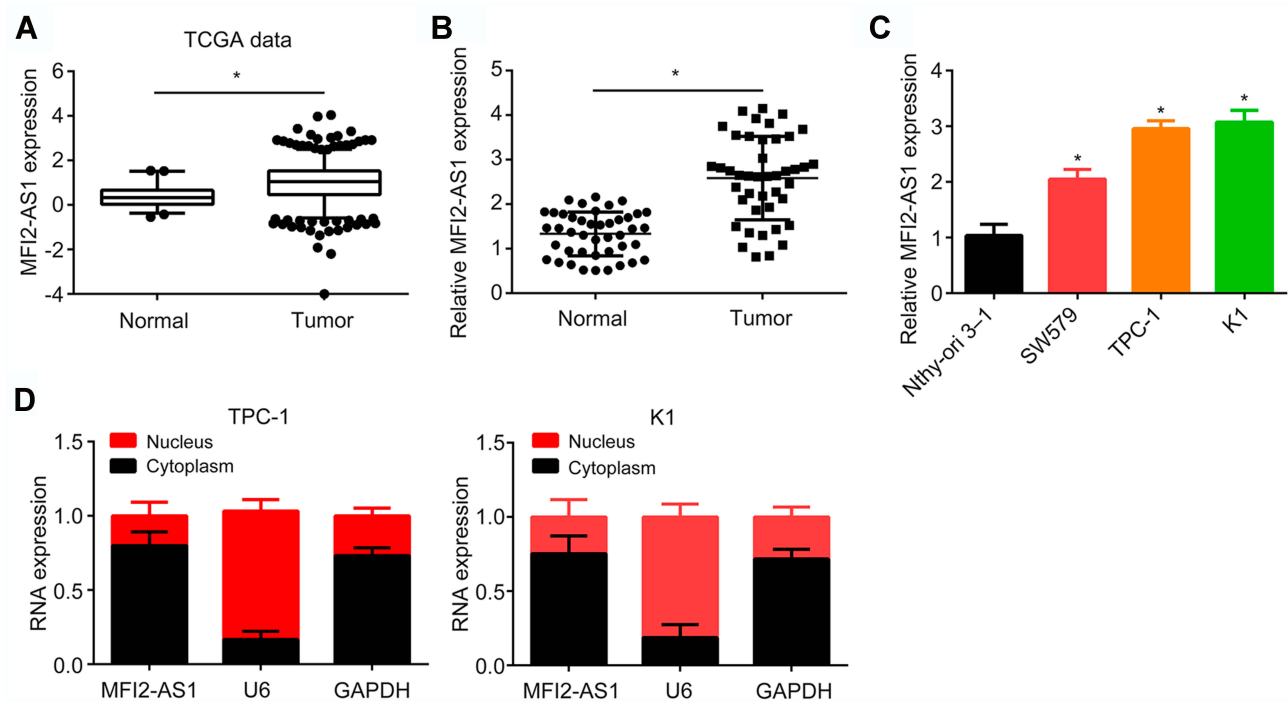 A
TCGA data
MFI2-AS1 expression
6
4
2
0
-2
-4
*
Normal
Tumor
B
Relative MFI2-AS1 expression
5
4
3
2
1
0
*
Normal
Tumor
C
Relative MFI2-AS1 expression
4
3
2
1
0
*
*
*
Nthy-ori 3–1
SW579
TPC-1
K1
D
TPC-1
Nucleus
Cytoplasm
RNA expression
1.5
1.0
0.5
0.0
MFI2-AS1
U6
GAPDH
K1
Nucleus
Cytoplasm
RNA expression
1.5
1.0
0.5
0.0
MFI2-AS1
U6
GAPDH